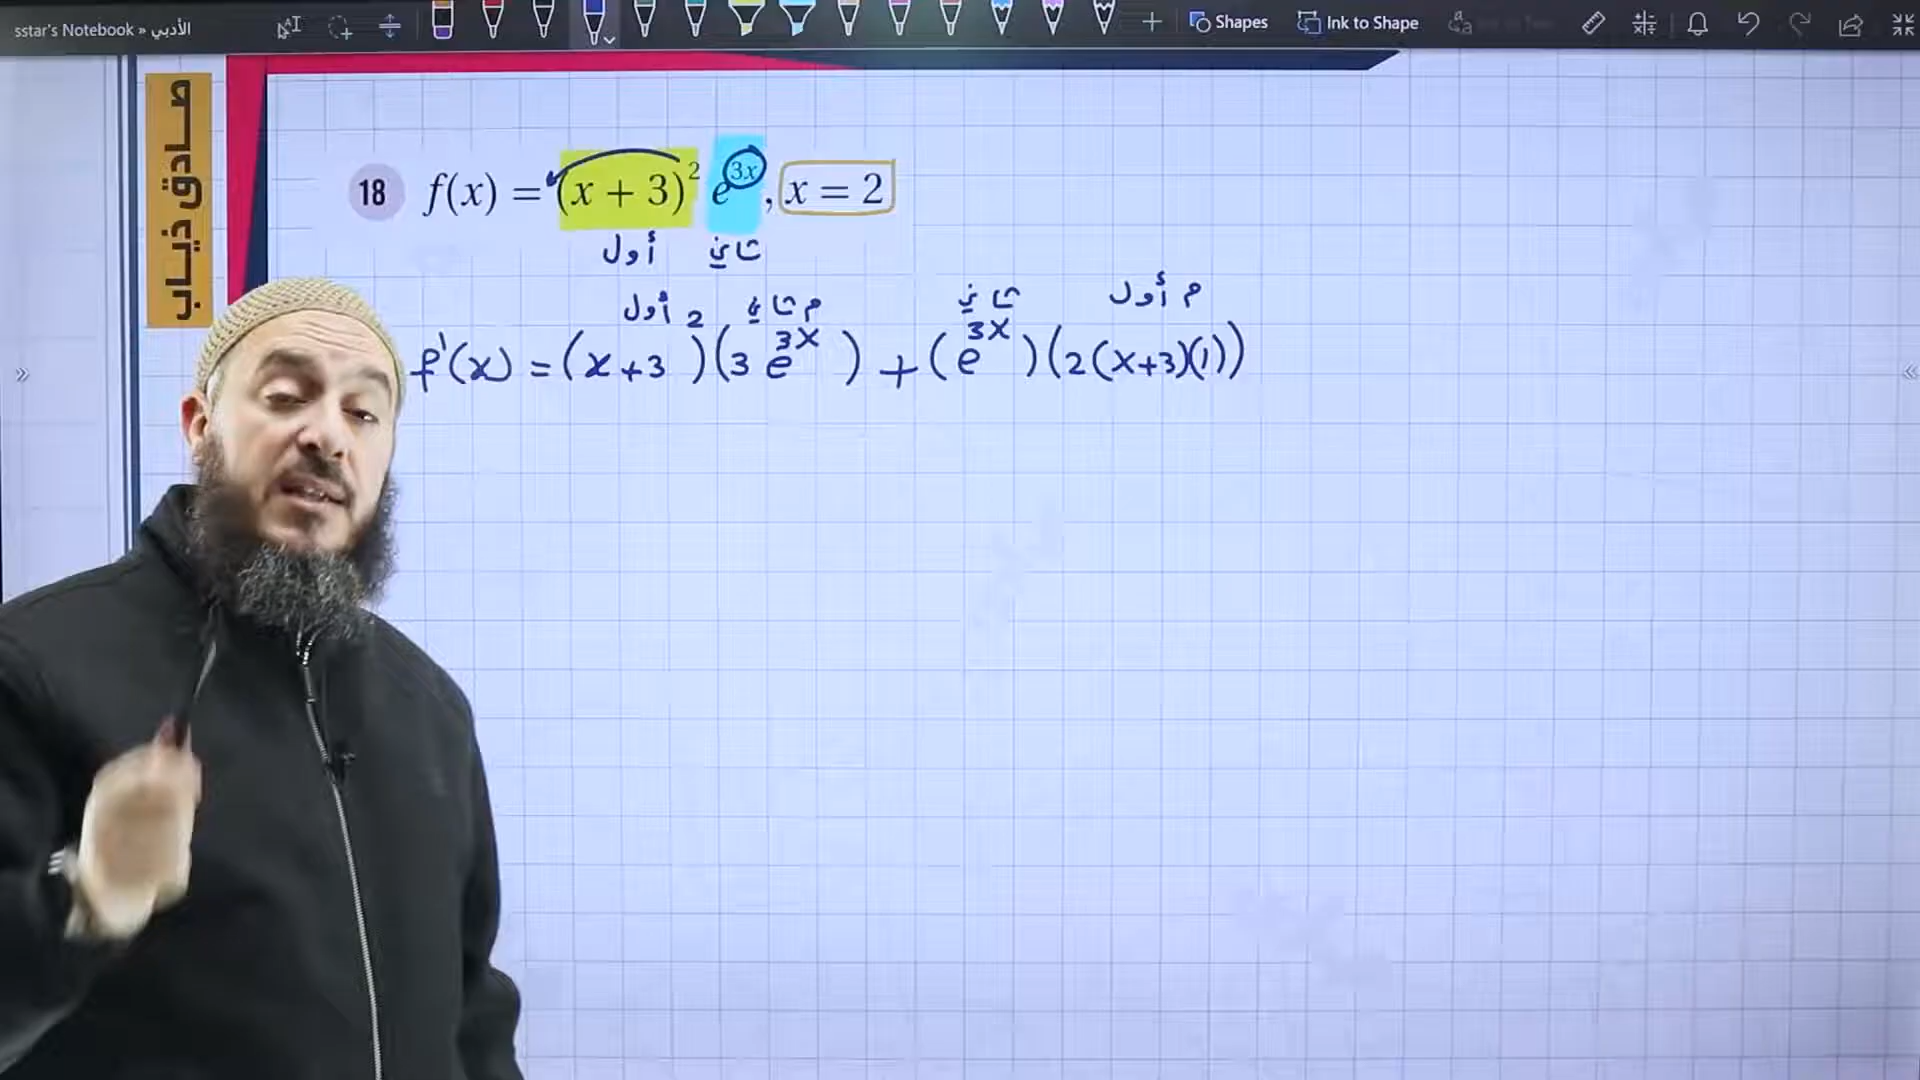 sstar's Notebook » الأدبي
Shapes
Ink to Shape
صادق ذياب
18 f(x) = (x + 3)² e^{3x}, x = 2
أول ثاني
أول م ثاني ثاني م أول
f'(x) = (x+3)²(3e^{3x}) + (e^{3x})(2(x+3)(1))